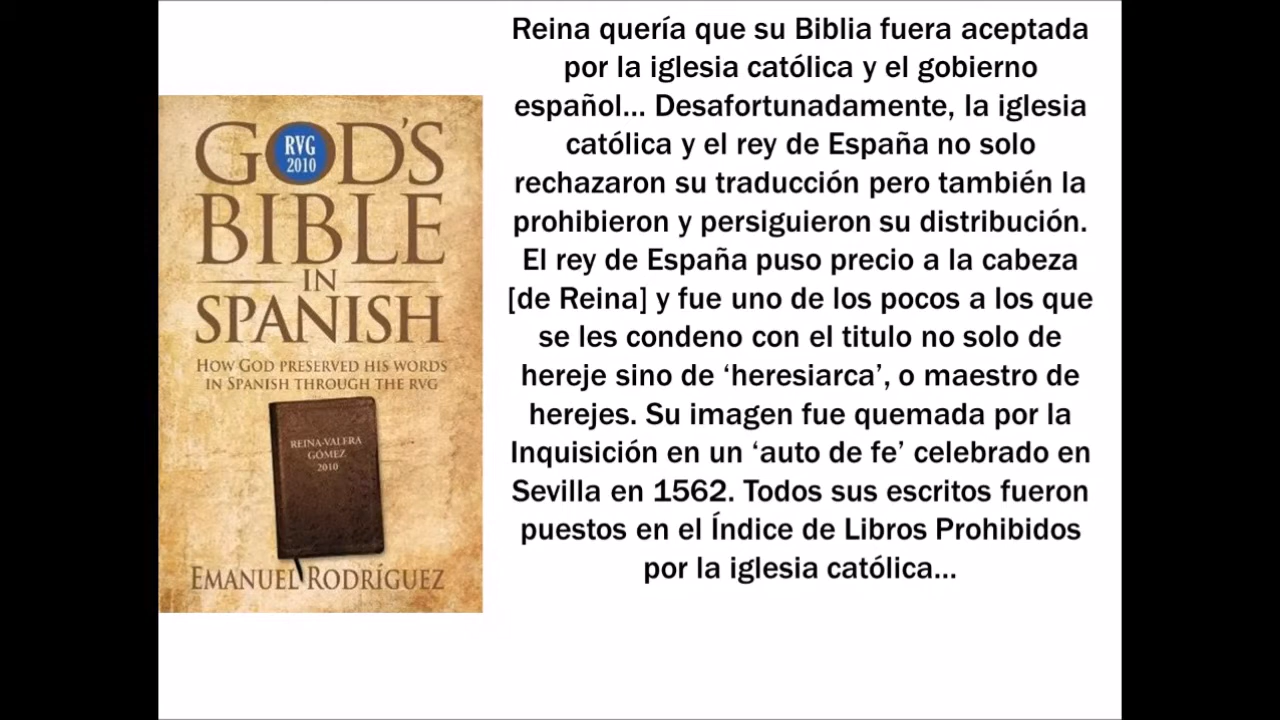 GOD'S
RVG
2010
BIBLE
IN
SPANISH
HOW GOD PRESERVED HIS WORDS
IN SPANISH THROUGH THE RVG
REINA-VALERA
GÓMEZ
2010
EMANUEL RODRÍGUEZ
Reina quería que su Biblia fuera aceptada
por la iglesia católica y el gobierno
español... Desafortunadamente, la iglesia
católica y el rey de España no solo
rechazaron su traducción pero también la
prohibieron y persiguieron su distribución.
El rey de España puso precio a la cabeza
[de Reina] y fue uno de los pocos a los que
se les condeno con el titulo no solo de
hereje sino de ‘heresiarca’, o maestro de
herejes. Su imagen fue quemada por la
Inquisición en un ‘auto de fe’ celebrado en
Sevilla en 1562. Todos sus escritos fueron
puestos en el Índice de Libros Prohibidos
por la iglesia católica...